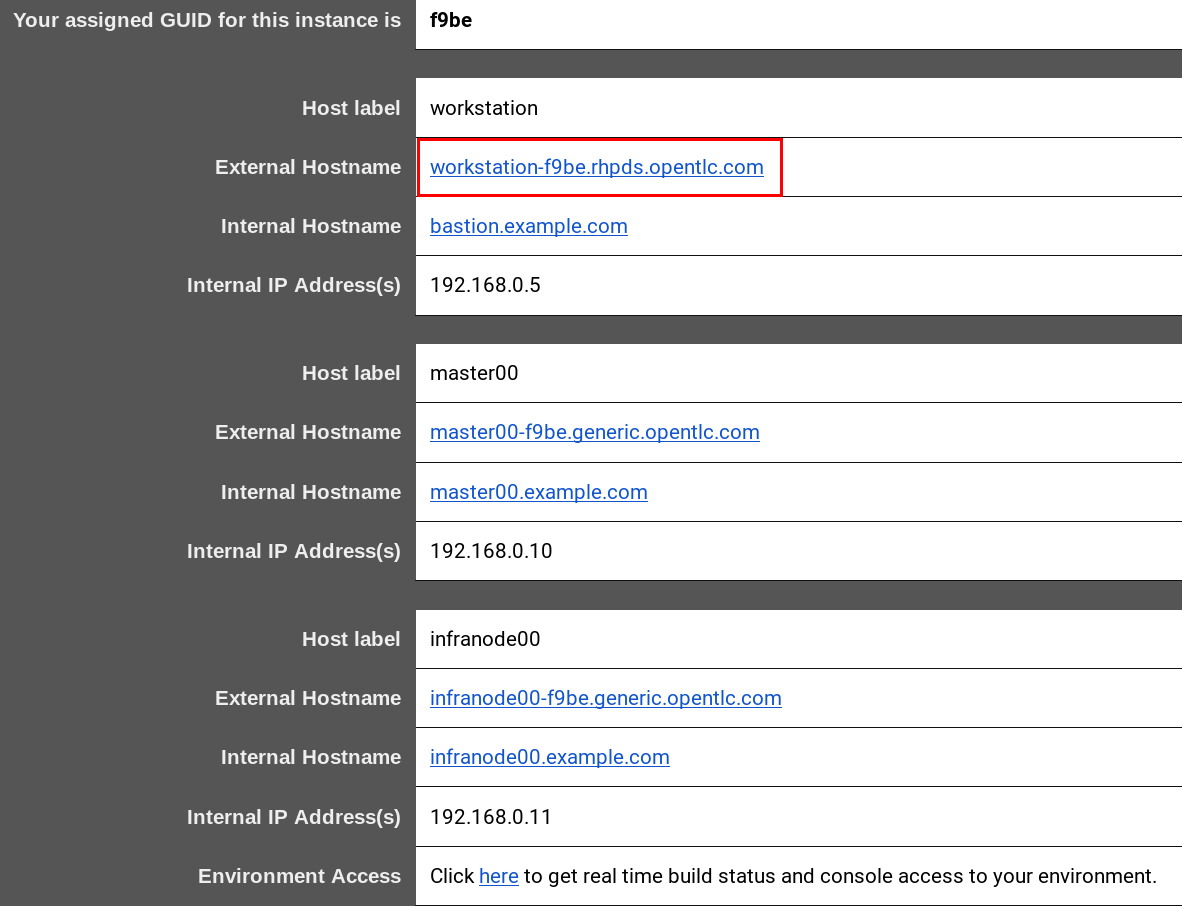 Your assigned GUID for this instance is f9be
Host label workstation
External Hostname workstation-f9be.rhpds.opentlc.com
Internal Hostname bastion.example.com
Internal IP Address(s) 192.168.0.5
Host label master00
External Hostname master00-f9be.generic.opentlc.com
Internal Hostname master00.example.com
Internal IP Address(s) 192.168.0.10
Host label infranode00
External Hostname infranode00-f9be.generic.opentlc.com
Internal Hostname infranode00.example.com
Internal IP Address(s) 192.168.0.11
Environment Access Click here to get real time build status and console access to your environment.